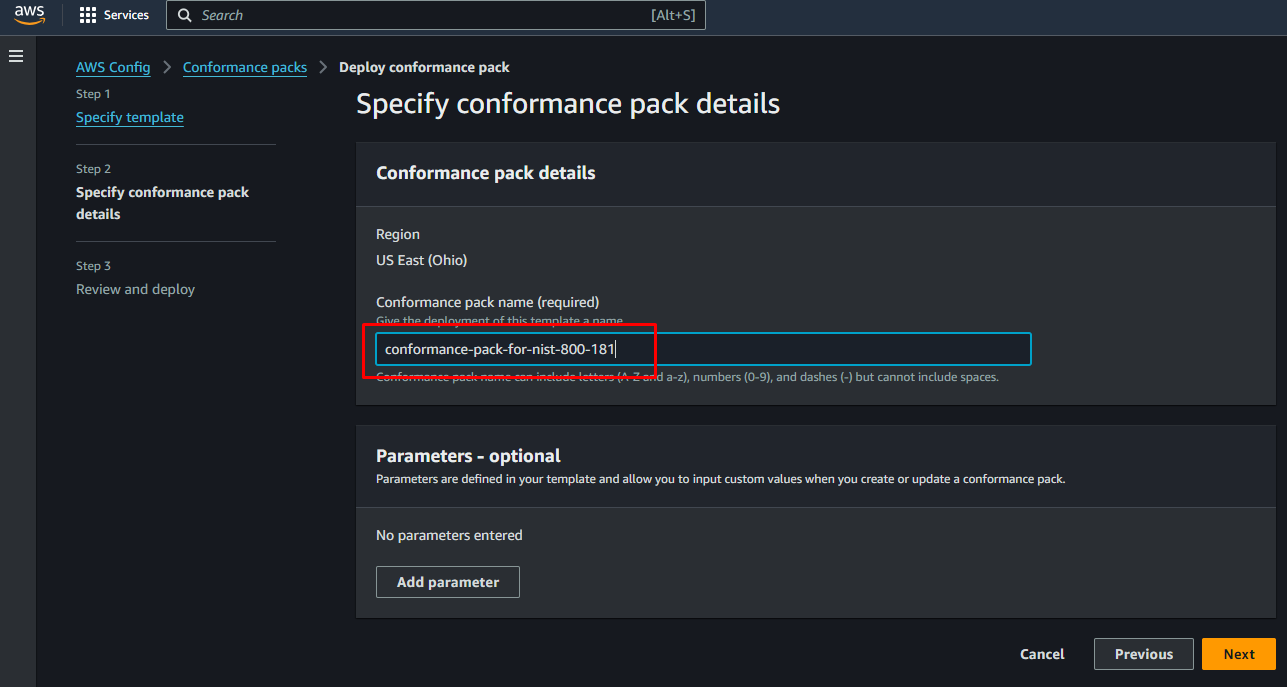 aws
Services
Search
[Alt+S]
AWS Config > Conformance packs > Deploy conformance pack
Step 1
Specify template
Step 2
Specify conformance pack
details
Step 3
Review and deploy
Specify conformance pack details
Conformance pack details
Region
US East (Ohio)
Conformance pack name (required)
Give the deployment of this template a name
conformance-pack-for-nist-800-181
Conformance pack name can include letters (A-Z and a-z), numbers (0-9), and dashes (-) but cannot include spaces.
Parameters - optional
Parameters are defined in your template and allow you to input custom values when you create or update a conformance pack.
No parameters entered
Add parameter
Cancel
Previous
Next